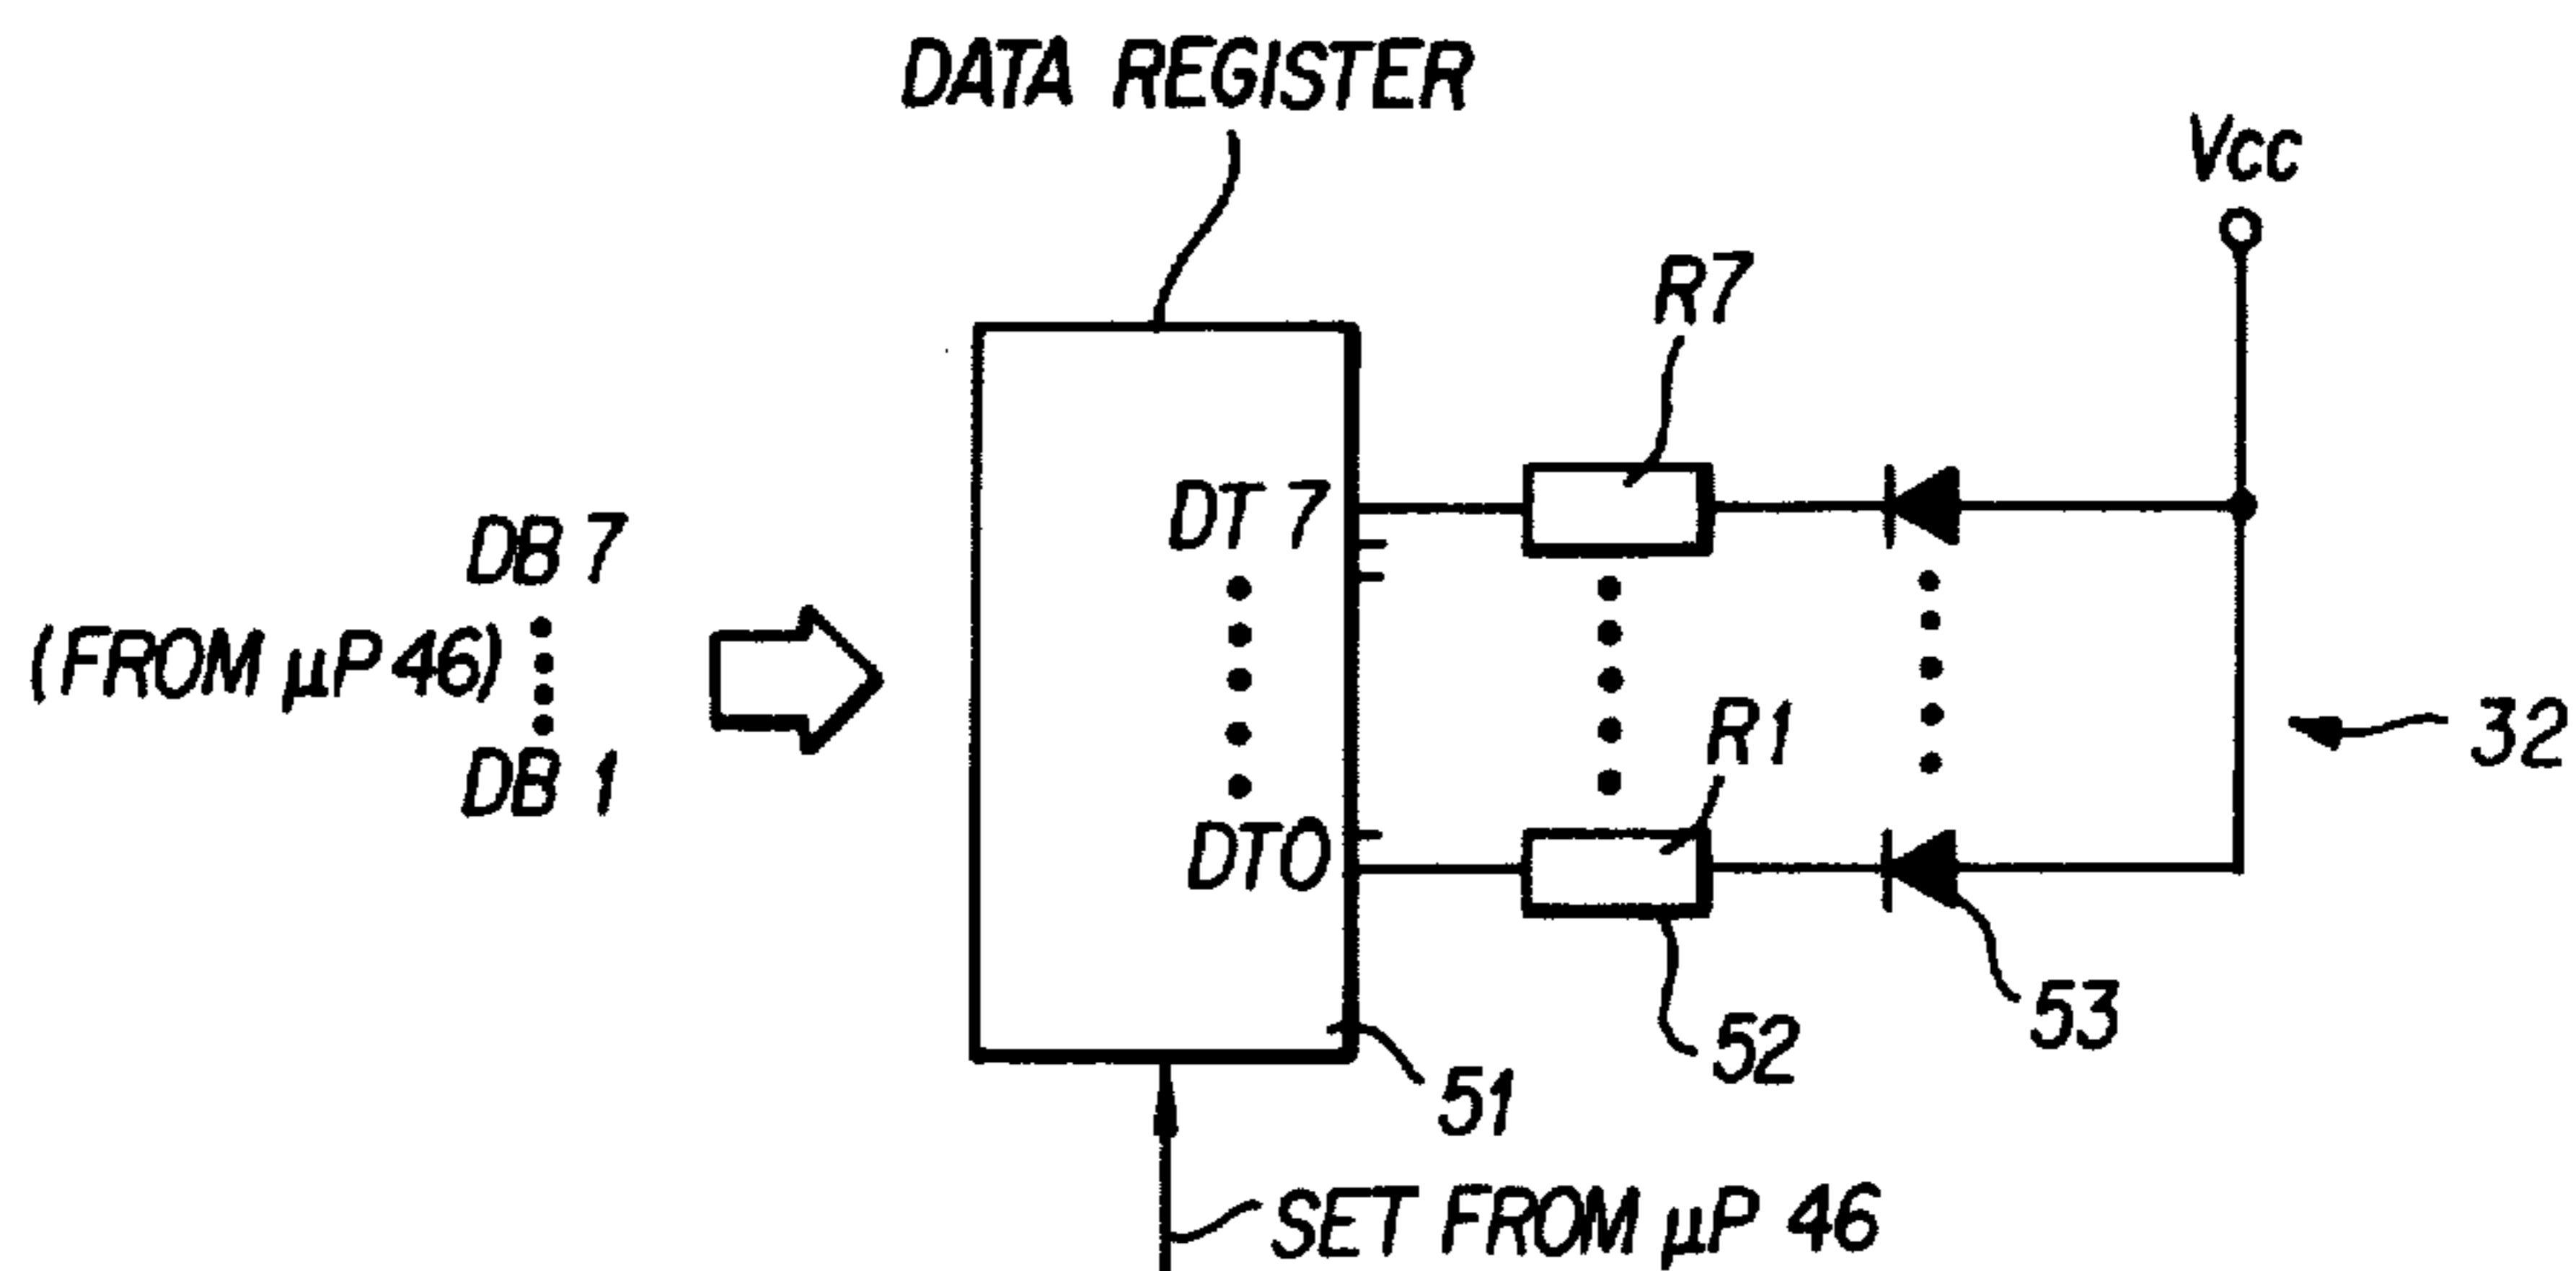 DATA REGISTER
Vcc
R7
DB 7
DT 7
(FROM µP 46)
R1
32
DB 1
DT0
53
52
51
SET FROM µP 46